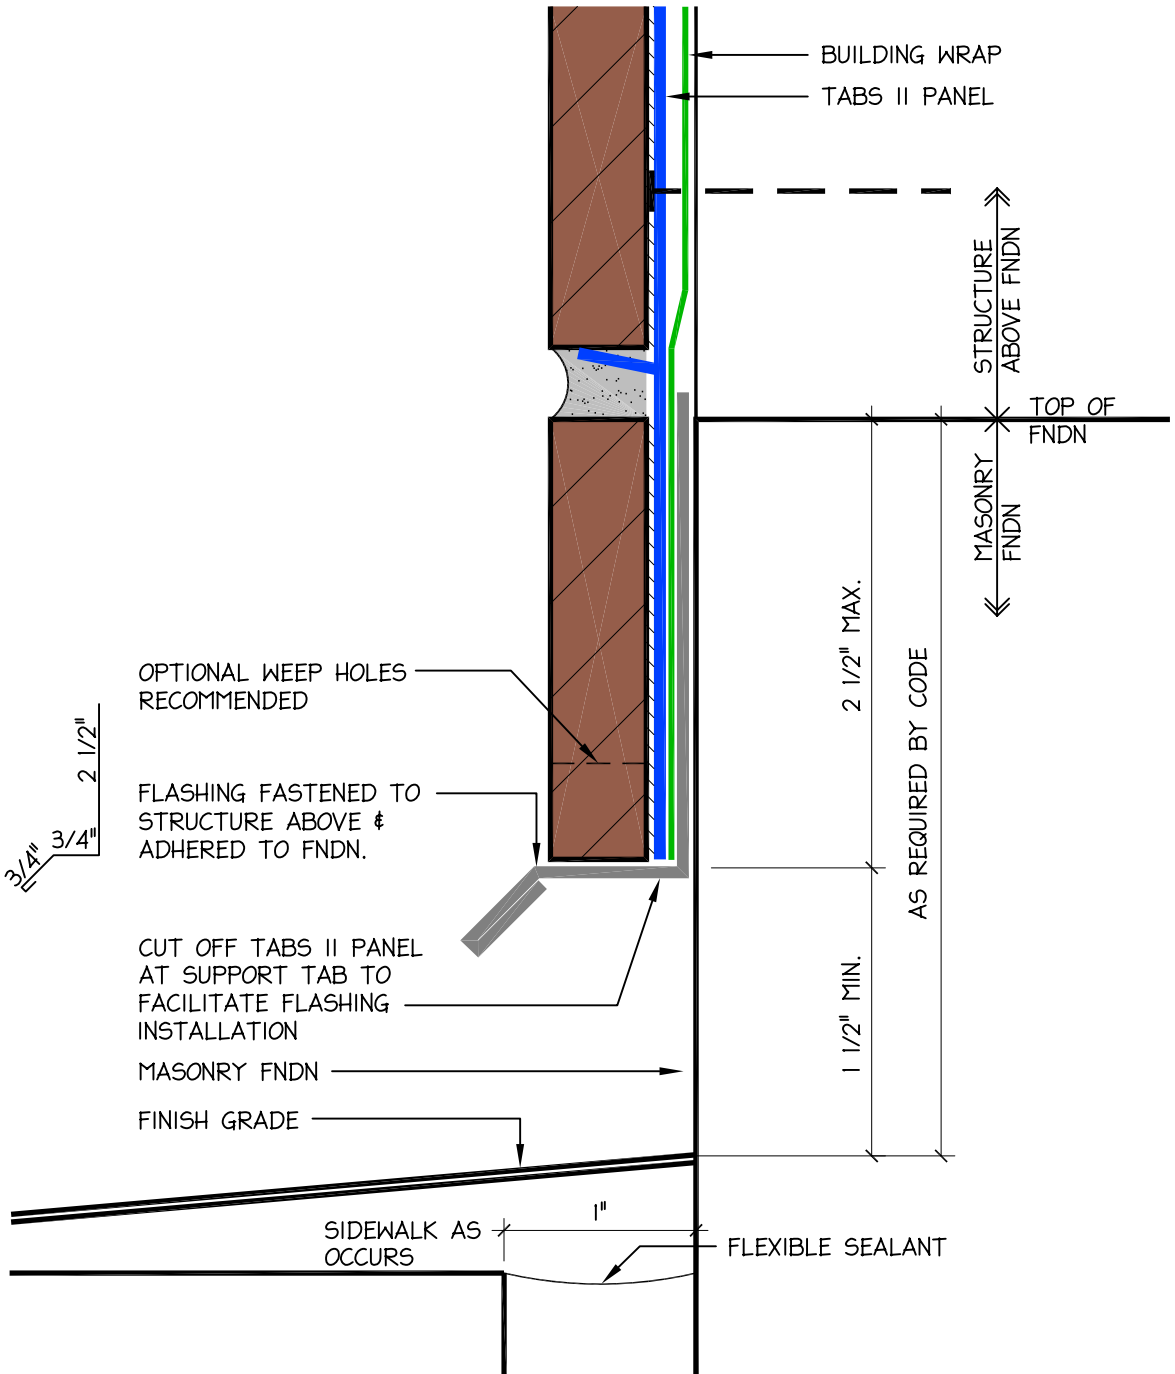 BUILDING WRAP
TABS II PANEL
STRUCTURE
ABOVE FNDN
TOP OF
FNDN
MASONRY
FNDN
2 1/2" MAX.
AS REQUIRED BY CODE
1 1/2" MIN.
OPTIONAL WEEP HOLES
RECOMMENDED
2 1/2"
3/4"
3/4"
FLASHING FASTENED TO
STRUCTURE ABOVE &
ADHERED TO FNDN.
CUT OFF TABS II PANEL
AT SUPPORT TAB TO
FACILITATE FLASHING
INSTALLATION
MASONRY FNDN
FINISH GRADE
1"
SIDEWALK AS
OCCURS
FLEXIBLE SEALANT